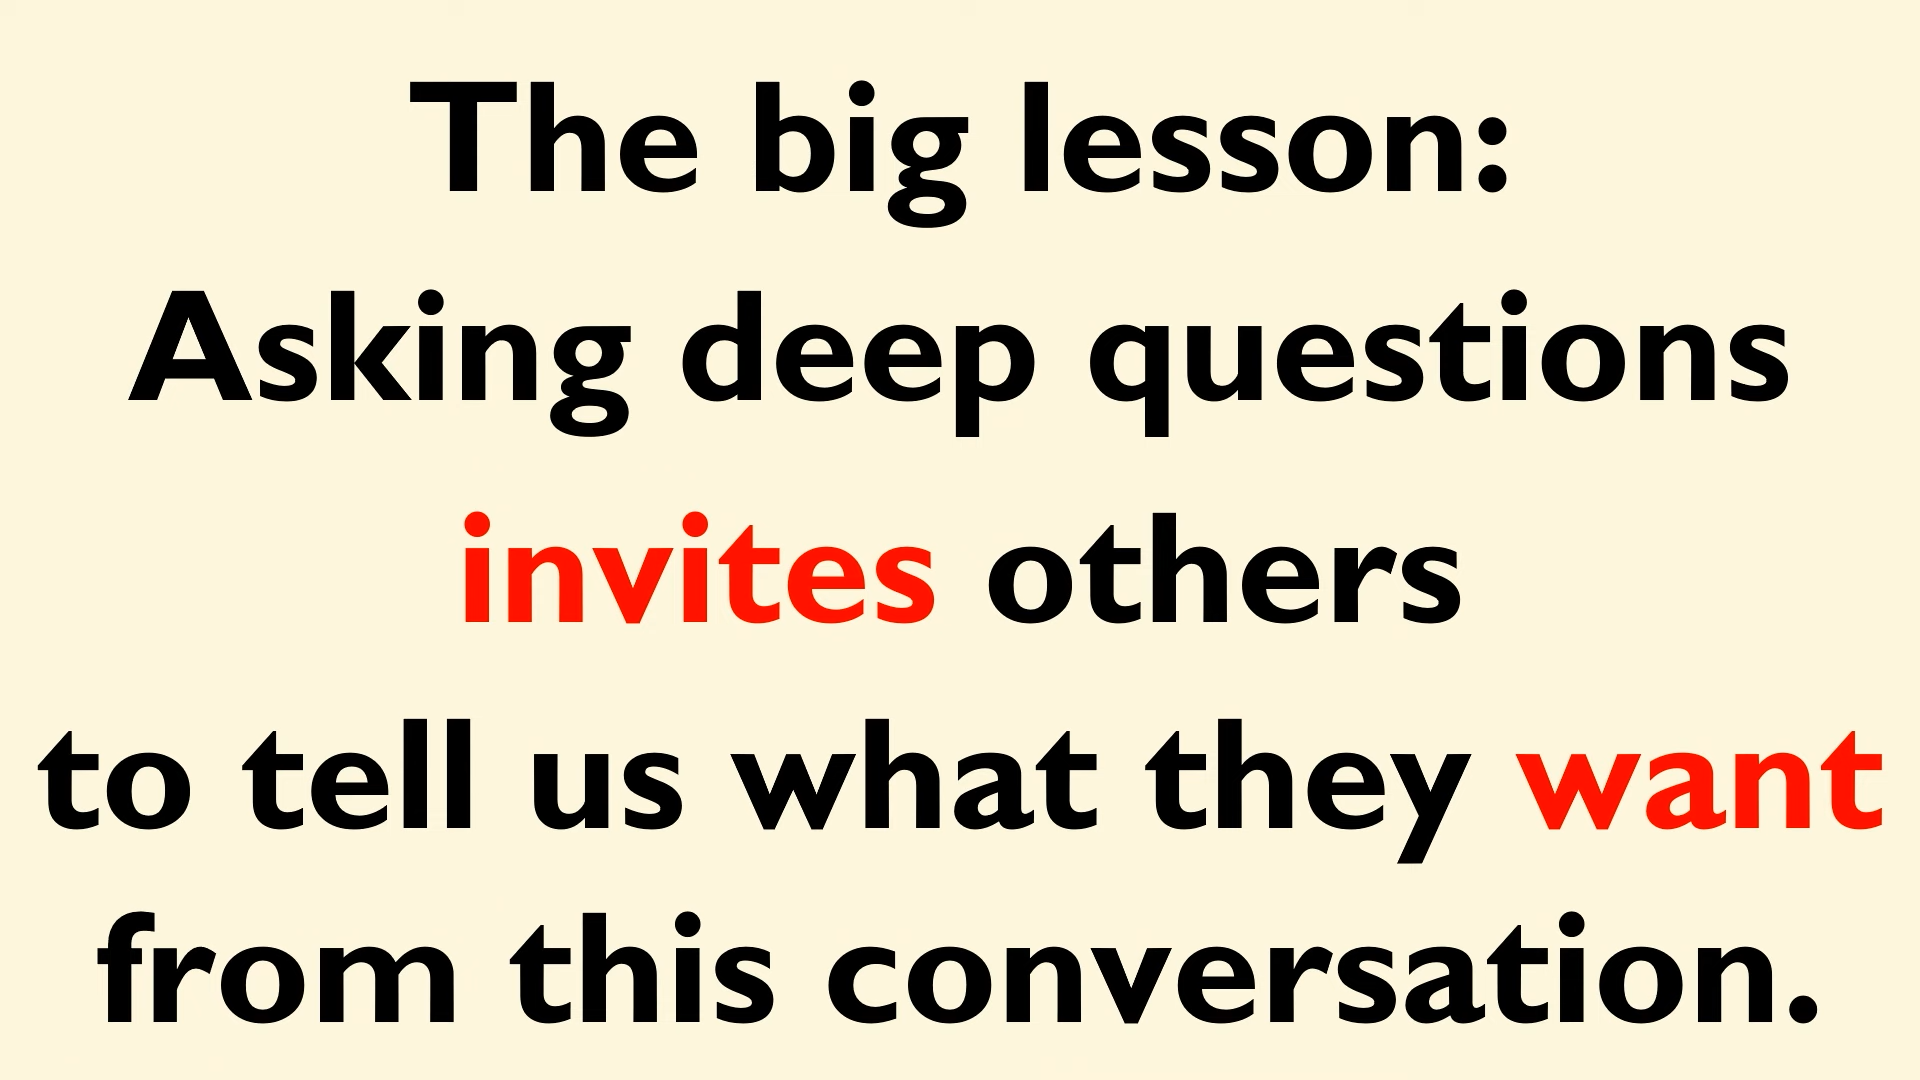 The big lesson:
Asking deep questions
invites others
to tell us what they want
from this conversation.